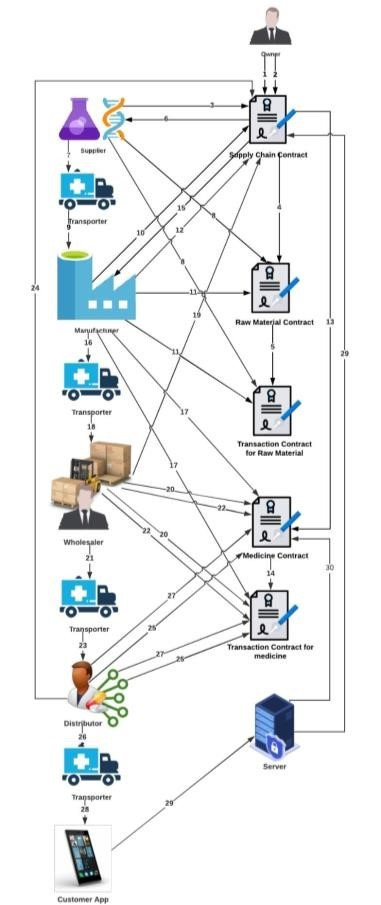 Owner
1 2
3
6
Supplier
Supply Chain Contract
7
Transporter
15
8
4
9
10
12
8
24
11
19
Raw Material Contract
13
Manufacturer
16
5
29
11
Transporter
17
18
Transaction Contract
for Raw Material
17
20
22
Wholesaler
22
20
Medicine Contract
21
30
14
27
Transporter
25
23
27
25
Transaction Contract for
medicine
Distributor
26
Server
Transporter
28
29
Customer App